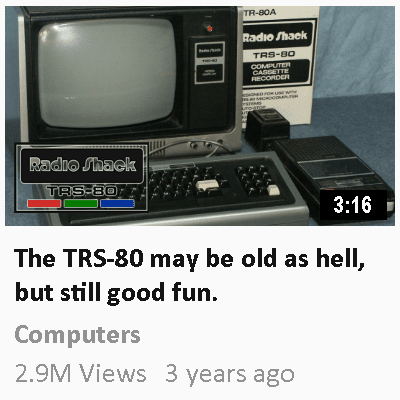 TR-80A
Radio Shack
TRS-80
COMPUTER
CASSETTE
RECORDER
Radio Shack
TRS-80
3:16
The TRS-80 may be old as hell,
but still good fun.
Computers
2.9M Views 3 years ago